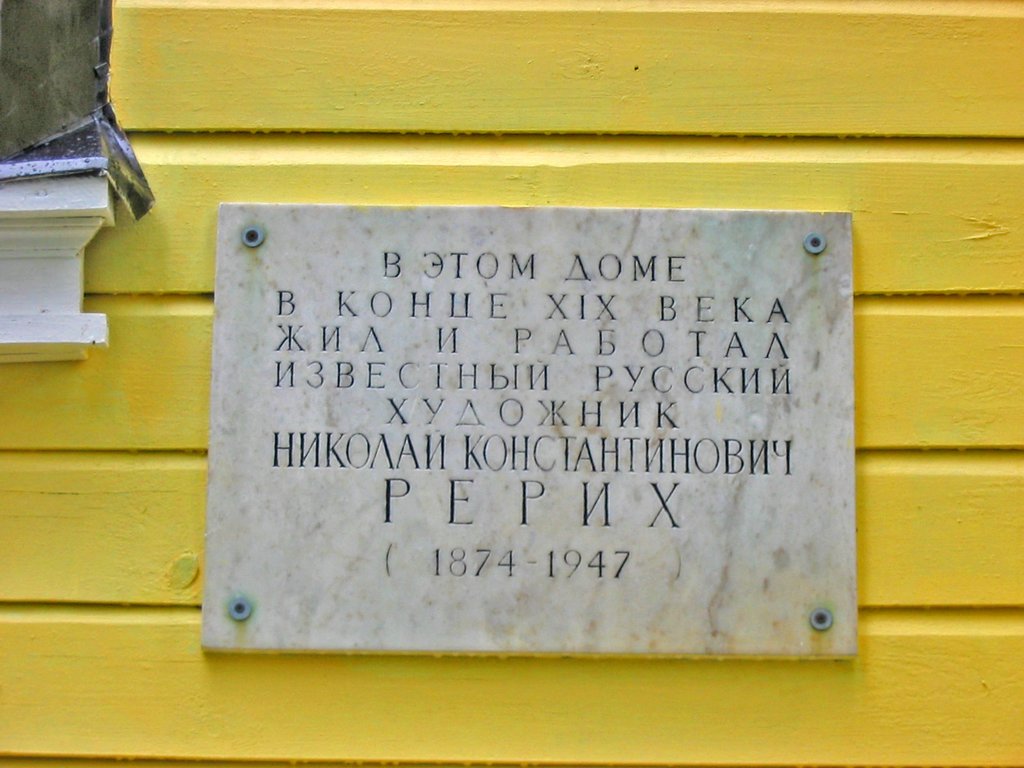 В ЭТОМ ДОМЕ
В КОНЦЕ XIX ВЕКА
ЖИЛ И РАБОТАЛ
ИЗВЕСТНЫЙ РУССКИЙ
ХУДОЖНИК
НИКОЛАЙ КОНСТАНТИНОВИЧ
РЕРИХ
( 1874-1947 )